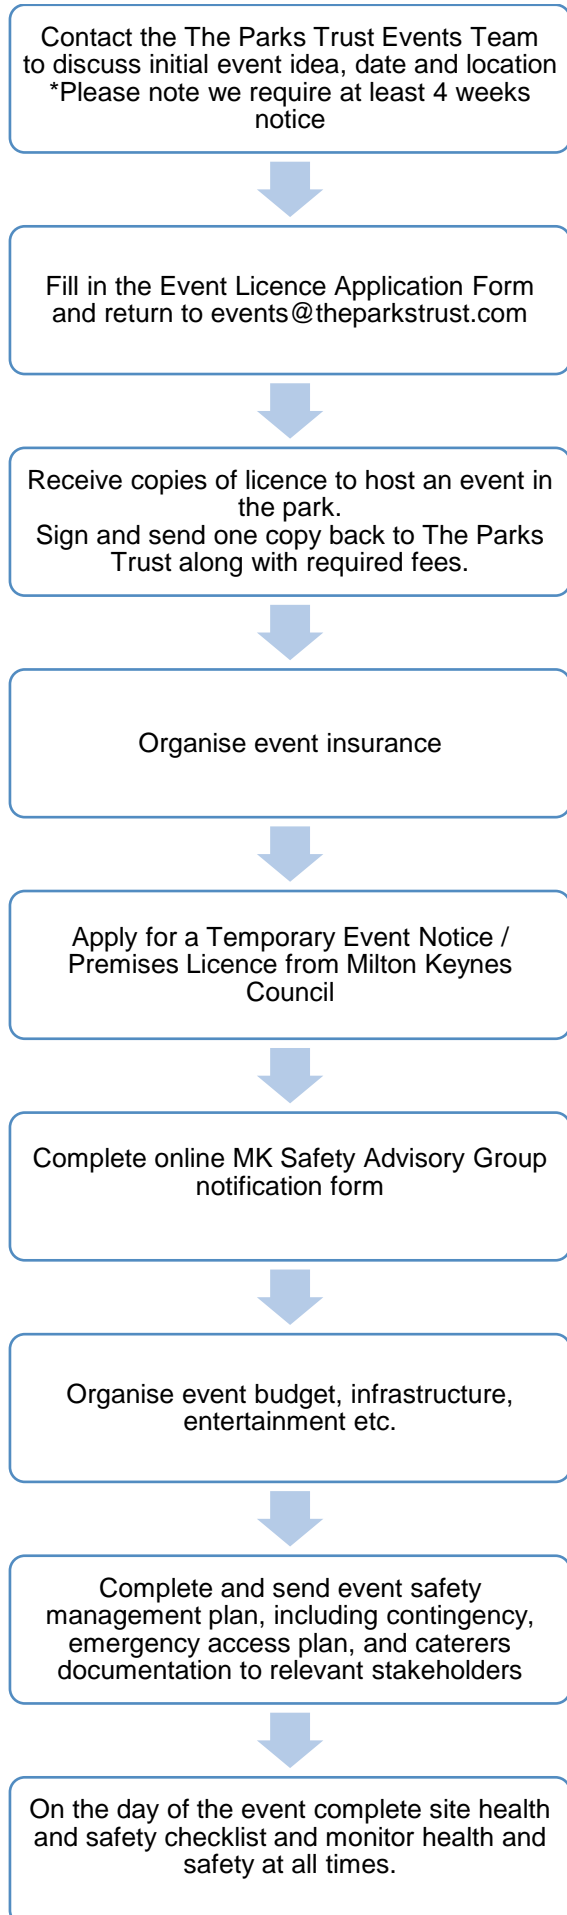 Contact the The Parks Trust Events Team
to discuss initial event idea, date and location
*Please note we require at least 4 weeks
notice
Fill in the Event Licence Application Form
and return to events@theparkstrust.com
Receive copies of licence to host an event in
the park.
Sign and send one copy back to The Parks
Trust along with required fees.
Organise event insurance
Apply for a Temporary Event Notice /
Premises Licence from Milton Keynes
Council
Complete online MK Safety Advisory Group
notification form
Organise event budget, infrastructure,
entertainment etc.
Complete and send event safety
management plan, including contingency,
emergency access plan, and caterers
documentation to relevant stakeholders
On the day of the event complete site health
and safety checklist and monitor health and
safety at all times.